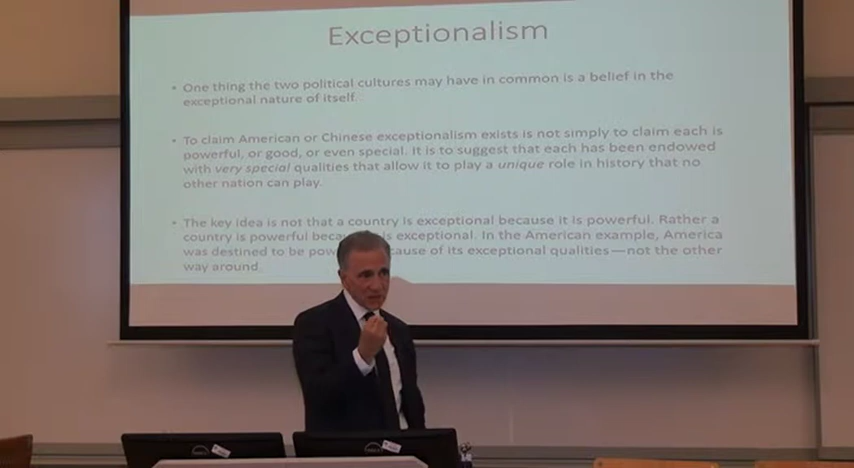 Exceptionalism
• One thing the two political cultures may have in common is a belief in the
exceptional nature of itself.
• To claim American or Chinese exceptionalism exists is not simply to claim each is
powerful, or good, or even special. It is to suggest that each has been endowed
with very special qualities that allow it to play a unique role in history that no
other nation can play.
• The key idea is not that a country is exceptional because it is powerful. Rather a
country is powerful is exceptional. In the American example, America
was destined to be of its exceptional qualities—not the other
way around.